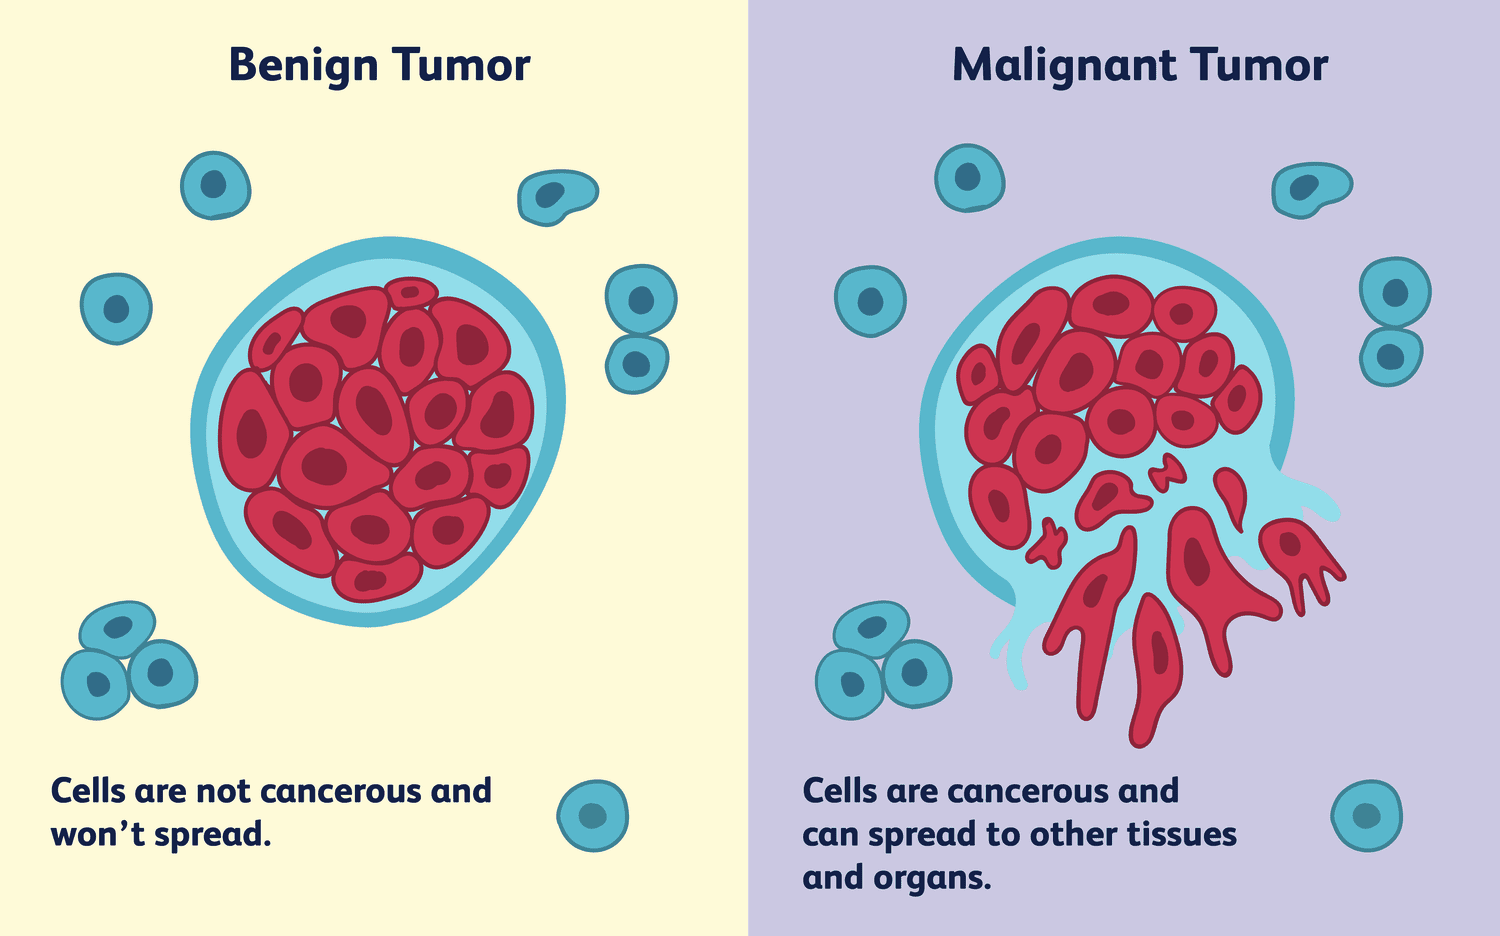 Benign Tumor
Malignant Tumor
Cells are not cancerous and
won’t spread.
Cells are cancerous and
can spread to other tissues
and organs.